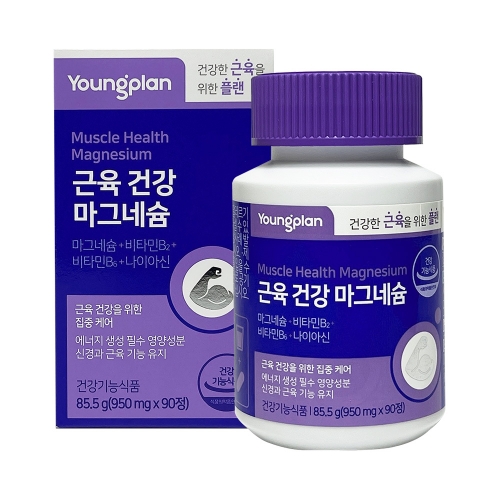 Youngplan
건강한 근육을
위한 플랜
Muscle Health
Magnesium
근육 건강
마그네슘
마그네슘+비타민B₂+
비타민B₆+나이아신
근육 건강을 위한
집중 케어
에너지 생성 필수 영양성분
신경과 근육 기능 유지
건강기능식품
85.5 g(950 mg x 90정)
Youngplan
건강한 근육을 위한 플랜
Muscle Health Magnesium
근육 건강 마그네슘
마그네슘+비타민B₂+
비타민B₆+나이아신
건강
기능식품
근육 건강을 위한 집중 케어
에너지 생성 필수 영양성분
신경과 근육 기능 유지
건강기능식품 | 85.5 g(950 mg x 90정)